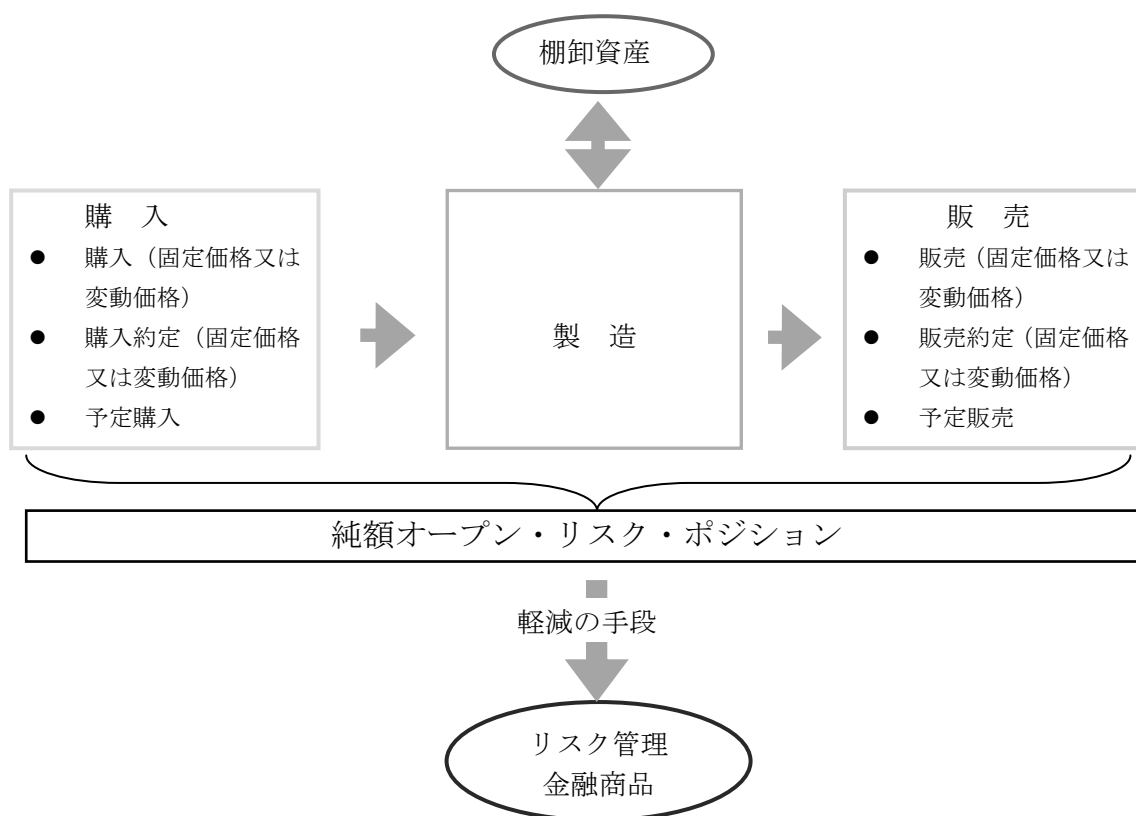 棚卸資産
購　入
● 購入（固定価格又は
変動価格）
● 購入約定（固定価格
又は変動価格）
● 予定購入
製　造
販　売
● 販売（固定価格又は
変動価格）
● 販売約定（固定価格
又は変動価格）
● 予定販売
純額オープン・リスク・ポジション
軽減の手段
リスク管理
金融商品